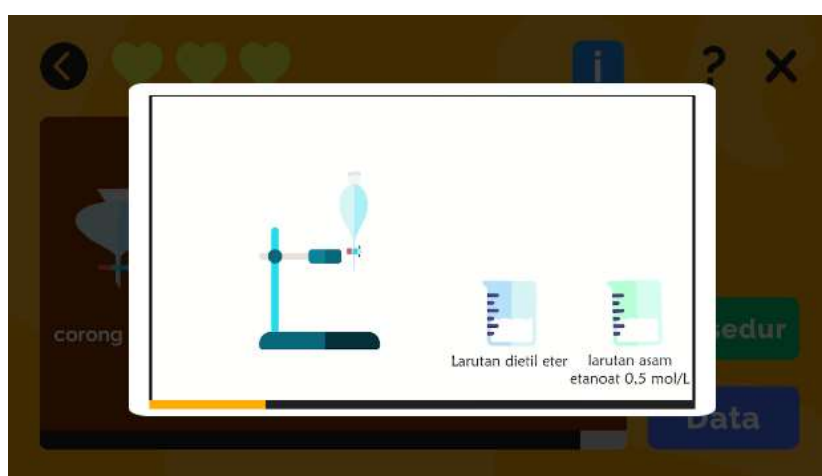 i
?
corong
Larutan dietil eter
larutan asam
etanoat 0,5 mol/L
sedur
Data